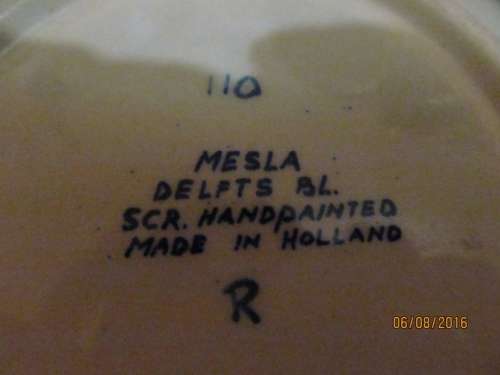 110
MESLA
DELFTS BL.
SCR. HANDPAINTED
MADE IN HOLLAND
R
06/08/2016